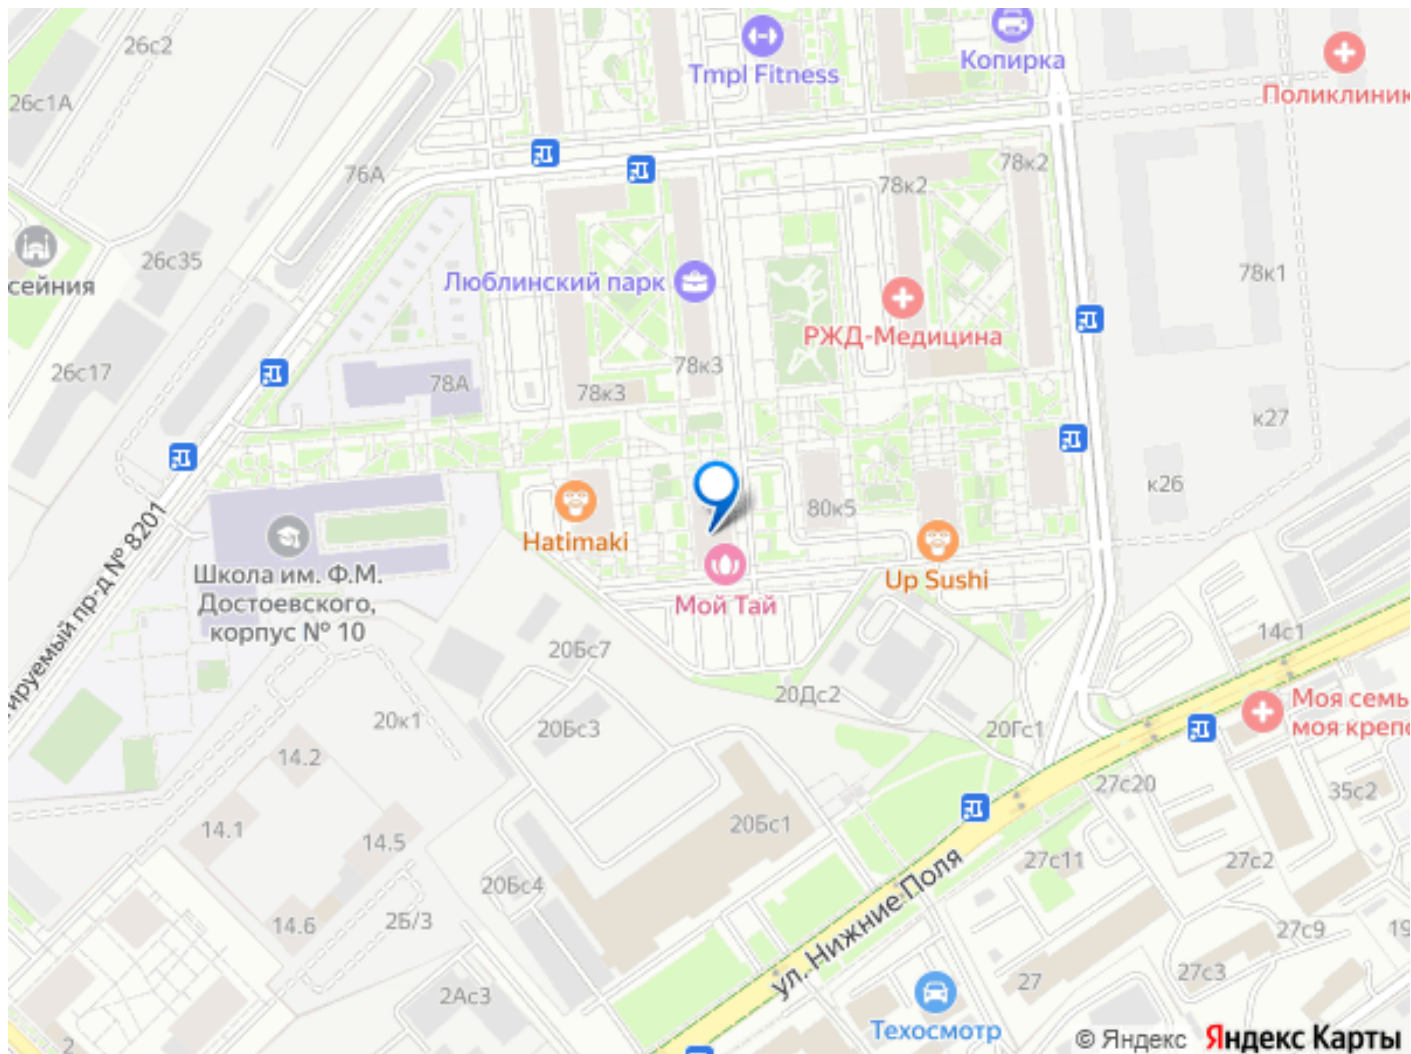 26с2
Tmpl Fitness
Копирка
Поликлиник
26с1А
76А
78к2
78к2
26с35
сейния
Люблинский парк
78к1
РЖД-Медицина
26с17
78А
78к3
78к3
к27
к26
80к5
Hatimaki
Up Sushi
Мой Тай
Школа им. Ф.М.
Достоевского,
корпус № 10
ируемый пр-д № 8201
14с1
20Бс7
20Дс2
Моя семь
моя крепо
20к1
20Бс3
20Гс1
14.2
27с20
35с2
14.1
14.5
20Бс1
27с11
27с2
20Бс4
ул. Нижние Поля
14.6
2Б/3
27с9
19
27с3
27
2Ас3
Техосмотр
2
© Яндекс Яндекс Карты